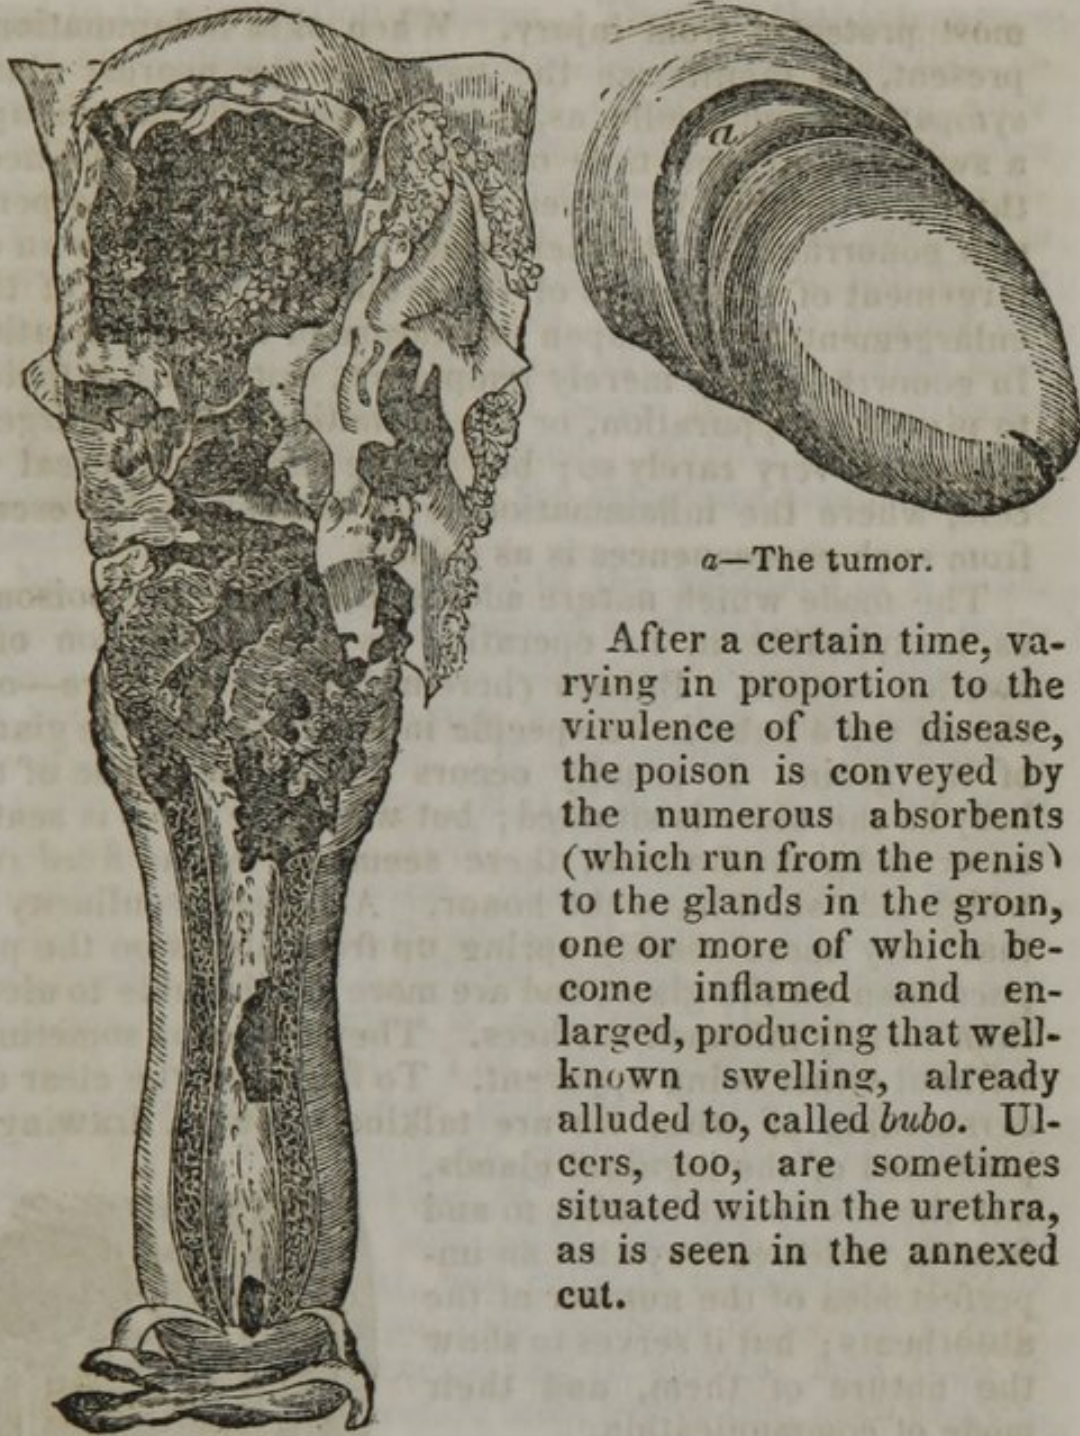 a
a—The tumor.
After a certain time, va-
rying in proportion to the
virulence of the disease,
the poison is conveyed by
the numerous absorbents
(which run from the penis)
to the glands in the groin,
one or more of which be-
come inflamed and en-
larged, producing that well-
known swelling, already
alluded to, called bubo. Ul-
cers, too, are sometimes
situated within the urethra,
as is seen in the annexed
cut.